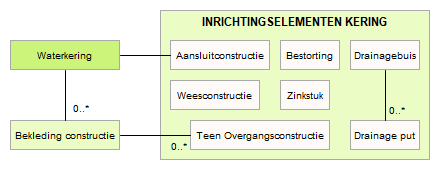 INRICHTINGSELEMENTEN KERING
Waterkering
Aansluitconstructie
Bestorting
Drainagebuis
Weesconstructie
Zinkstuk
0..*
0..*
Bekleding constructie
0..*
Teen Overgangsconstructie
Drainage put